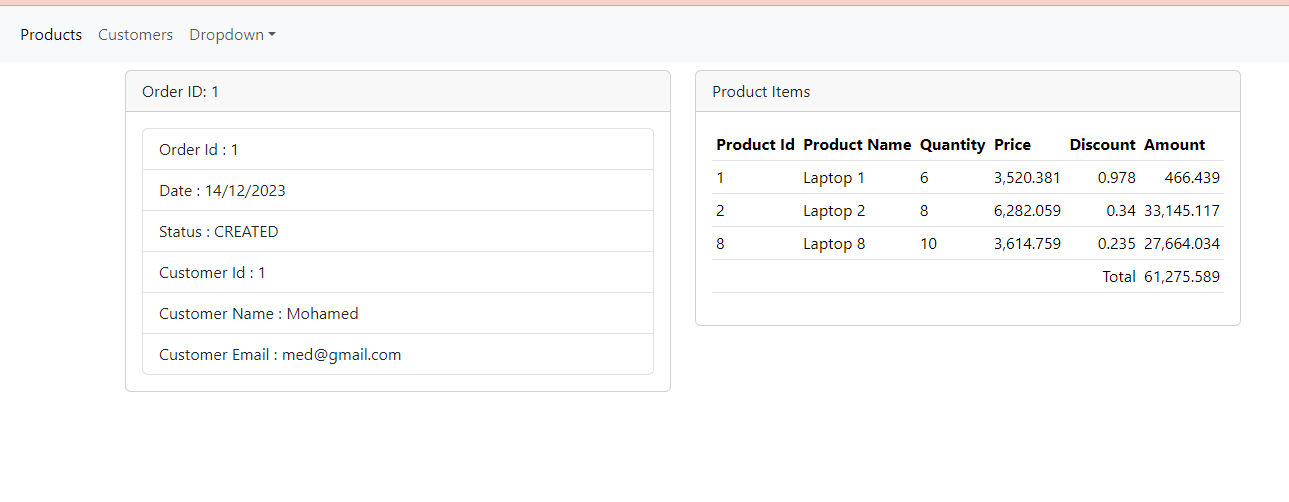 Products Customers Dropdown
Order ID: 1
Order Id : 1
Date : 14/12/2023
Status : CREATED
Customer Id : 1
Customer Name : Mohamed
Customer Email : med@gmail.com
Product Items
Product Id Product Name Quantity Price Discount Amount
1 Laptop 1 6 3,520.381 0.978 466.439
2 Laptop 2 8 6,282.059 0.34 33,145.117
8 Laptop 8 10 3,614.759 0.235 27,664.034
Total 61,275.589